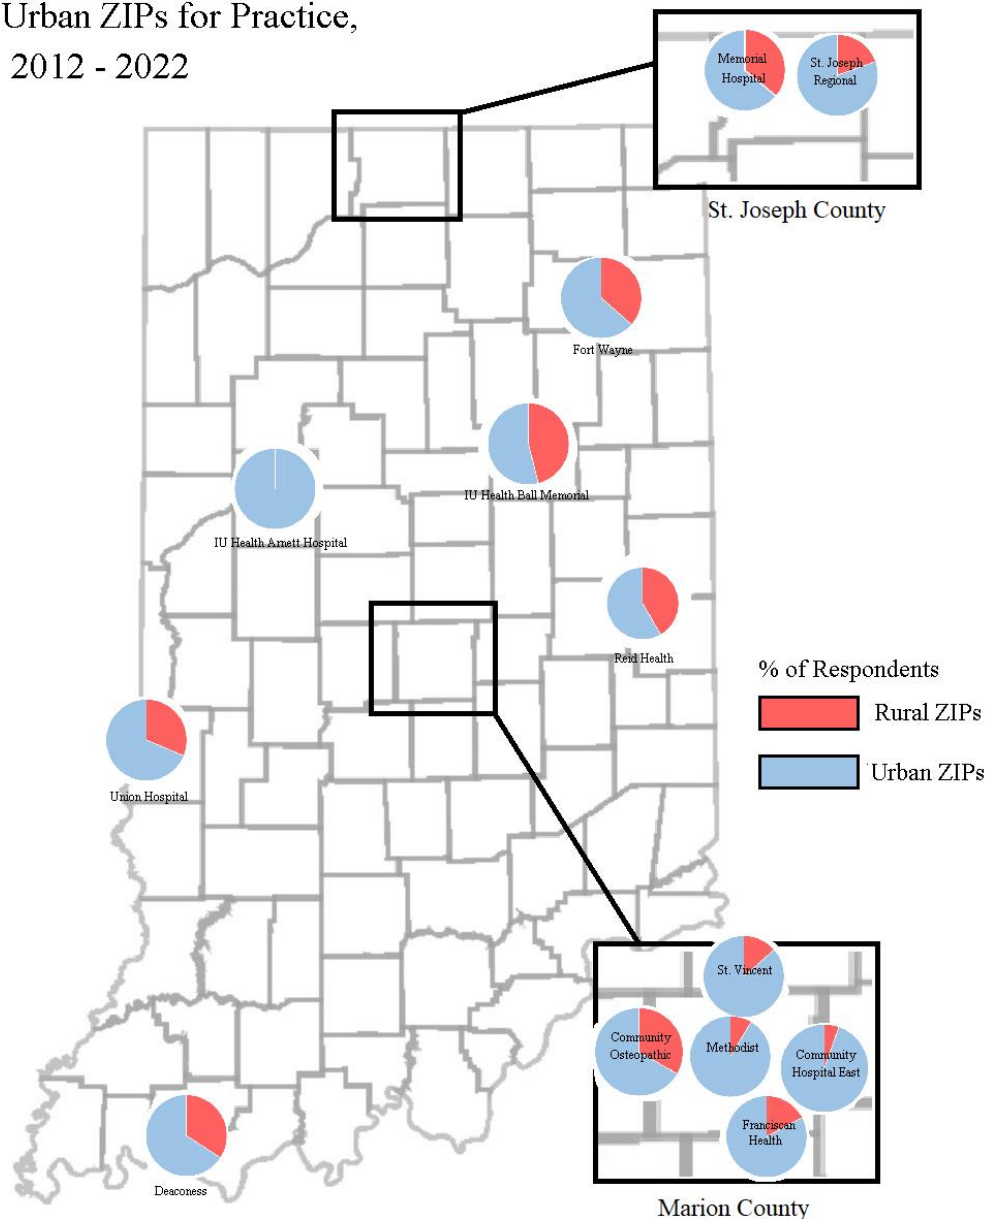 Urban ZIPs for Practice,
2012 - 2022
Memorial
Hospital
St. Joseph
Regional
St. Joseph County
Fort Wayne
IU Health Ball Memorial
IU Health Arnett Hospital
Reid Health
% of Respondents
Rural ZIPs
Urban ZIPs
Union Hospital
St. Vincent
Community
Osteopathic
Methodist
Community
Hospital East
Franciscan
Health
Deaconess
Marion County